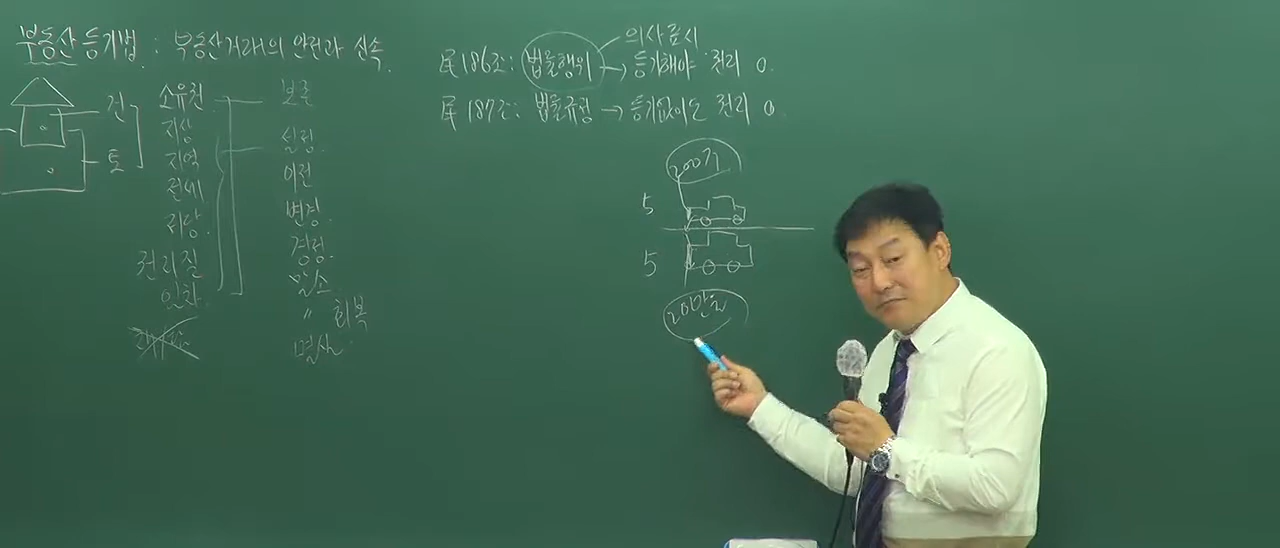 부동산 등기법 : 부동산거래의 안전과 신속.
건
토
소유권
지상
지역
전세
저당
권리질
임차
보존
설정
이전
변경
경정
말소
" 회복
멸실
의사표시
民186조 : 법률행위 → 등기해야 권리 O.
民187조 : 법률규정 → 등기없이도 권리 O.
200가
5
5
20만